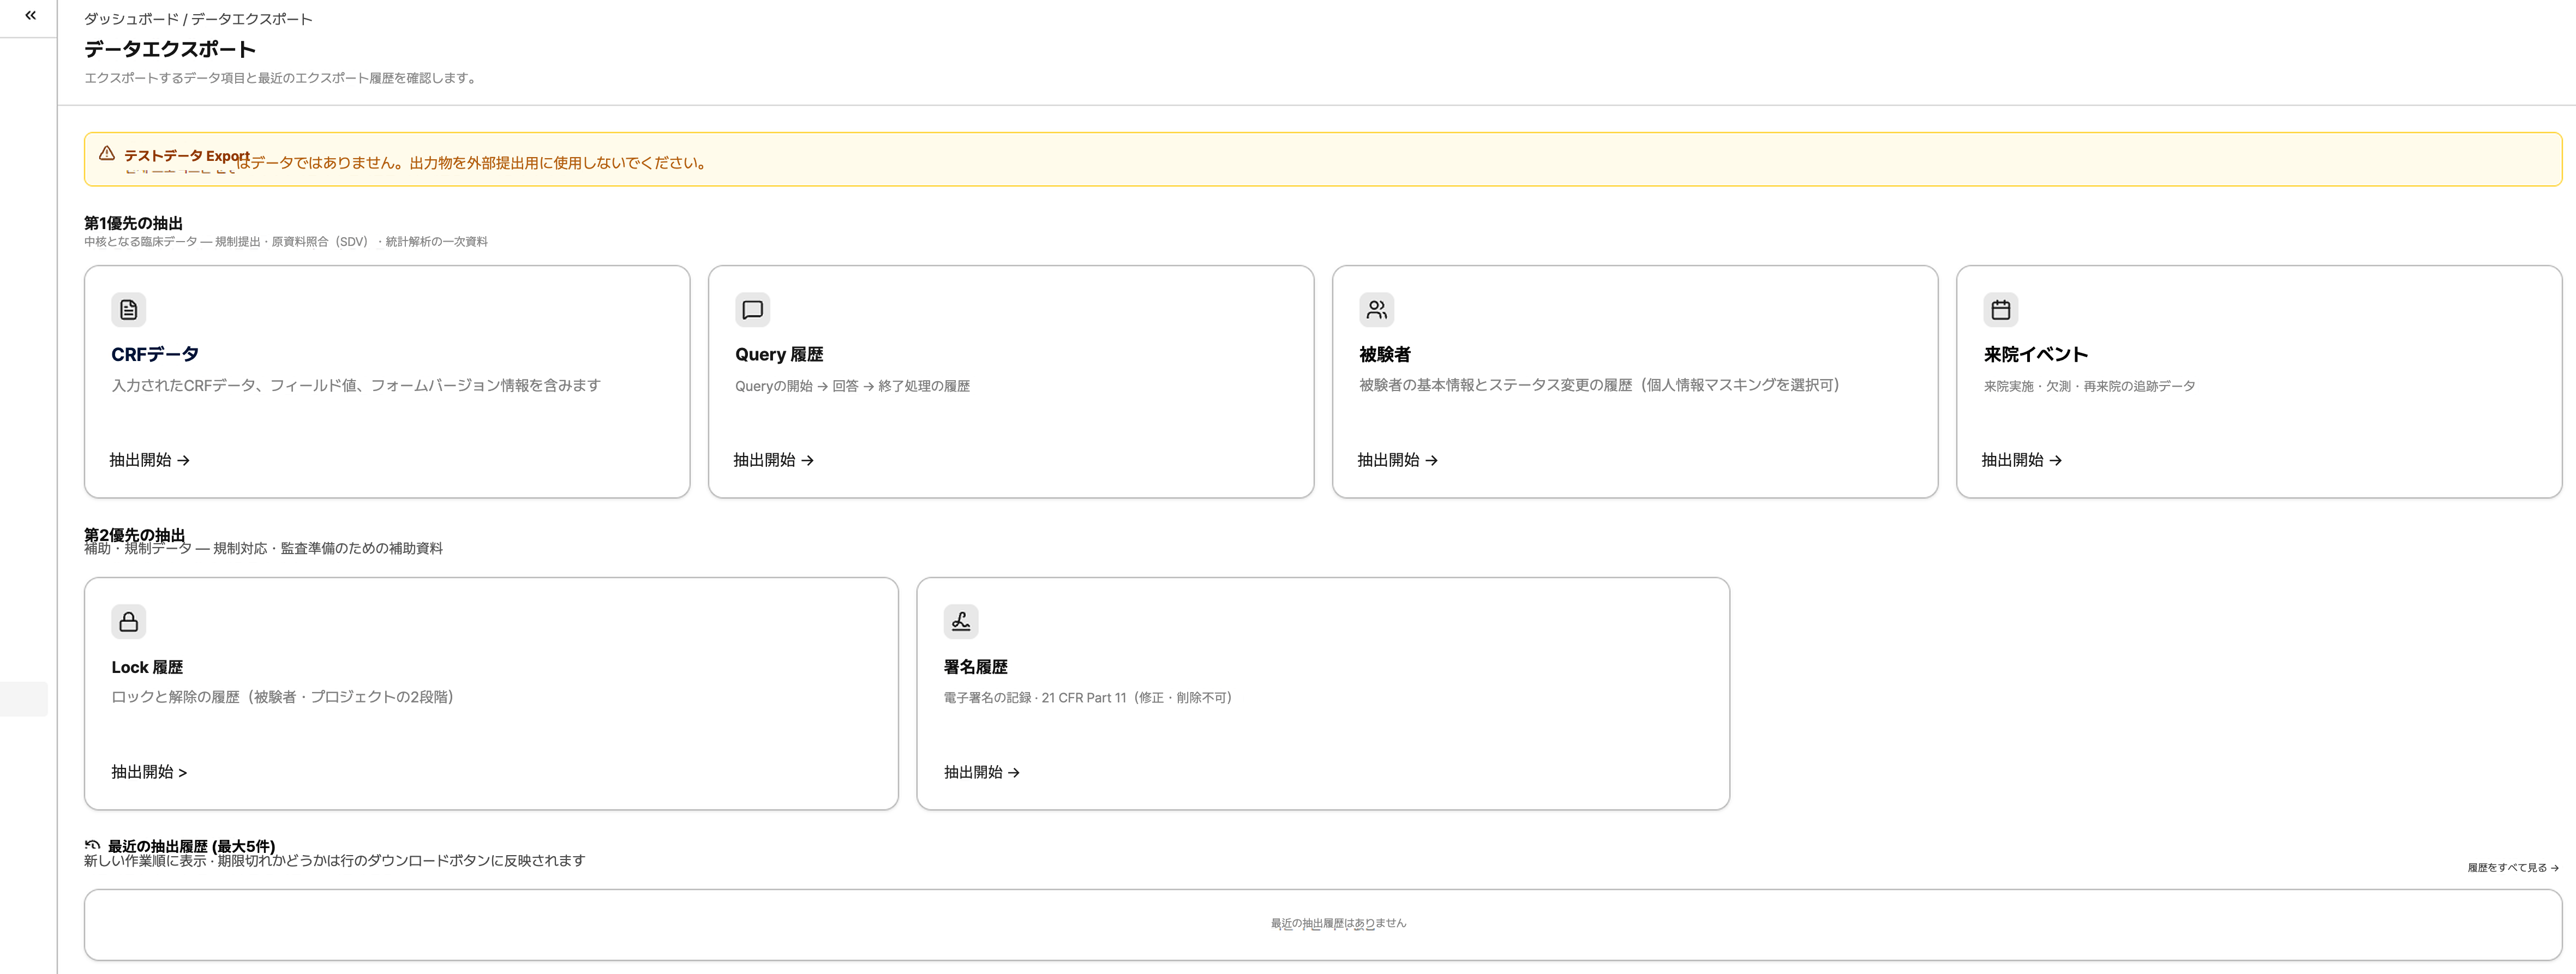 ダッシュボード / データエクスポート
データエクスポート
エクスポートするデータ項目と最近のエクスポート履歴を確認します。
テストデータ Export
はデータではありません。出力物を外部提出用に使用しないでください。
第1優先の抽出
中核となる臨床データ — 規制提出・原資料照合（SDV）・統計解析の一次資料
CRFデータ
入力されたCRFデータ、フィールド値、フォームバージョン情報を含みます
抽出開始 →
Query 履歴
Queryの開始 → 回答 → 終了処理の履歴
抽出開始 →
被験者
被験者の基本情報とステータス変更の履歴（個人情報マスキングを選択可）
抽出開始 →
来院イベント
来院実施・欠測・再来院の追跡データ
抽出開始 →
第2優先の抽出
補助・規制データ — 規制対応・監査準備のための補助資料
Lock 履歴
ロックと解除の履歴（被験者・プロジェクトの2段階）
抽出開始 >
署名履歴
電子署名の記録 · 21 CFR Part 11（修正・削除不可）
抽出開始 →
最近の抽出履歴 (最大5件)
新しい作業順に表示 · 期限切れかどうかは行のダウンロードボタンに反映されます
履歴をすべて見る →
最近の抽出履歴はありません